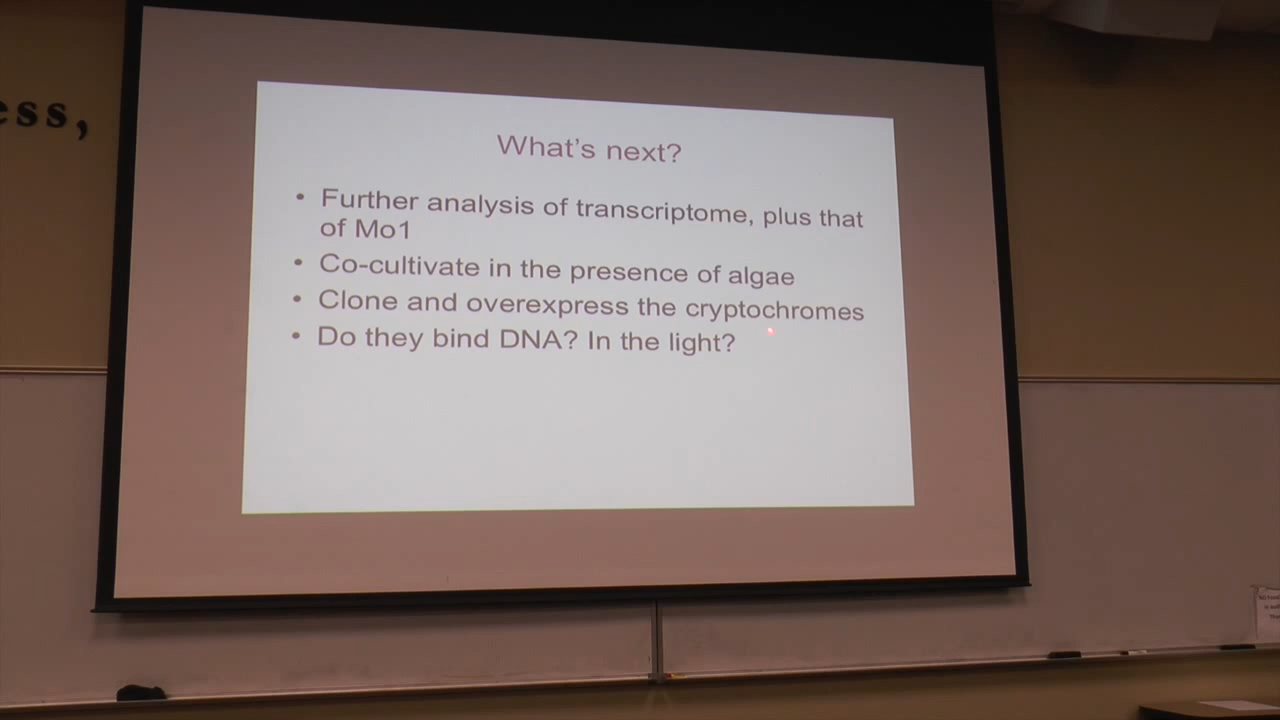 ess,
What's next?
• Further analysis of transcriptome, plus that
of Mo1
• Co-cultivate in the presence of algae
• Clone and overexpress the cryptochromes
• Do they bind DNA? In the light?